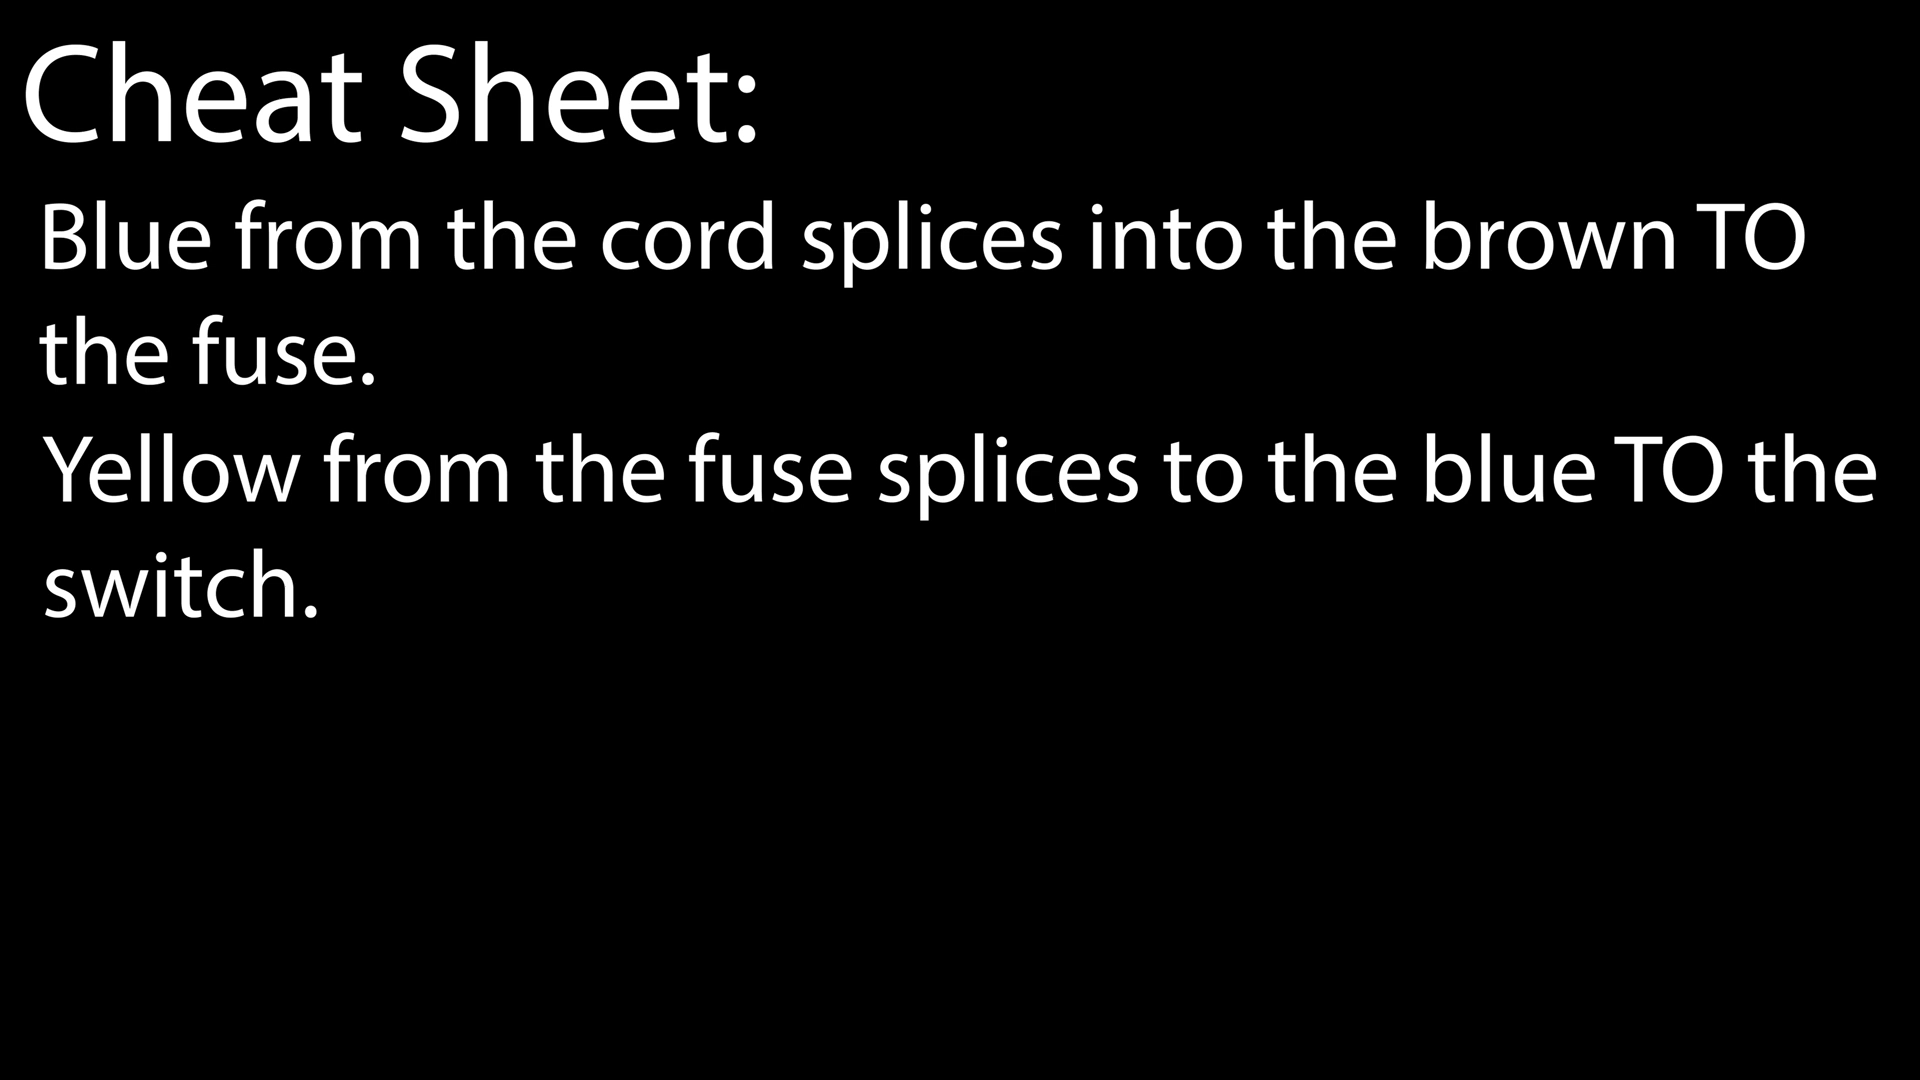 Cheat Sheet:
Blue from the cord splices into the brown TO
the fuse.
Yellow from the fuse splices to the blue TO the
switch.